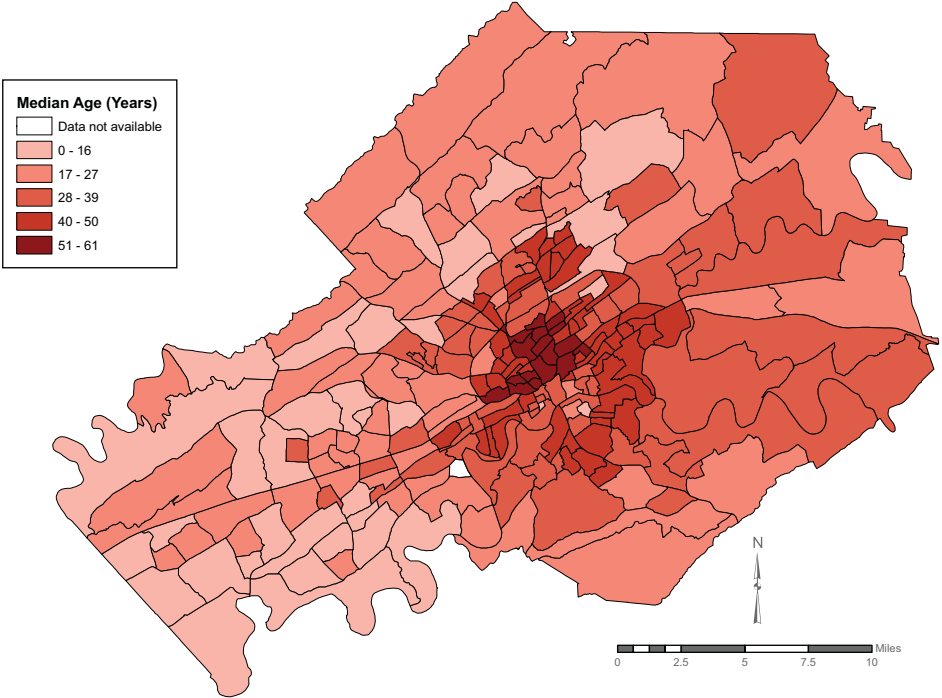 Median Age (Years)
Data not available
0 - 16
17 - 27
28 - 39
40 - 50
51 - 61
N
Miles
0 2.5 5 7.5 10